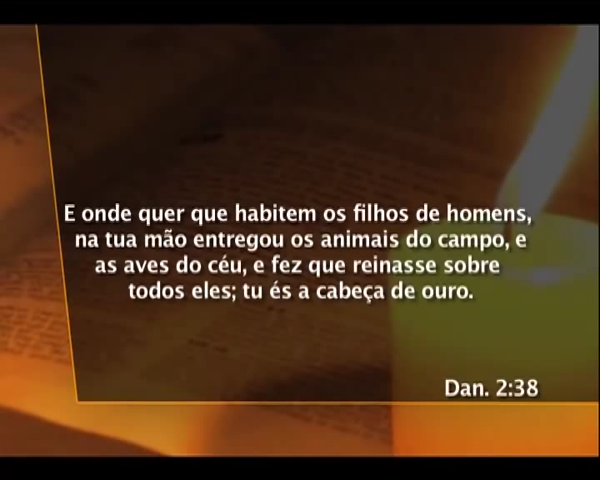 E onde quer que habitem os filhos de homens,
na tua mão entregou os animais do campo, e
as aves do céu, e fez que reinasse sobre
todos eles; tu és a cabeça de ouro.
Dan. 2:38